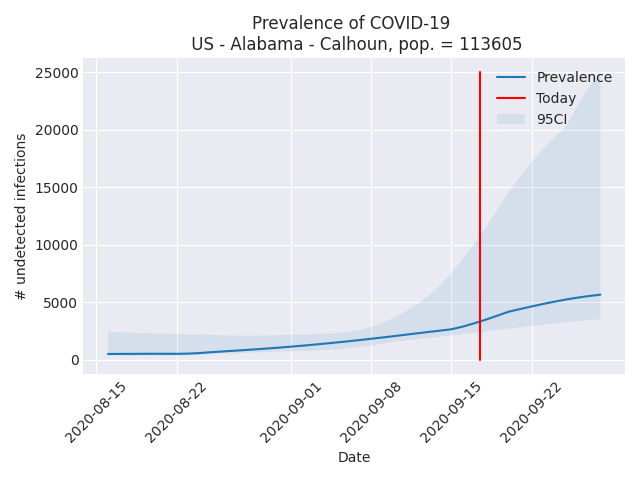 Prevalence of COVID-19
US - Alabama - Calhoun, pop. = 113605
25000
20000
15000
10000
5000
0
# undetected infections
Prevalence
Today
95CI
2020-08-15
2020-08-22
2020-09-01
2020-09-08
2020-09-15
2020-09-22
Date